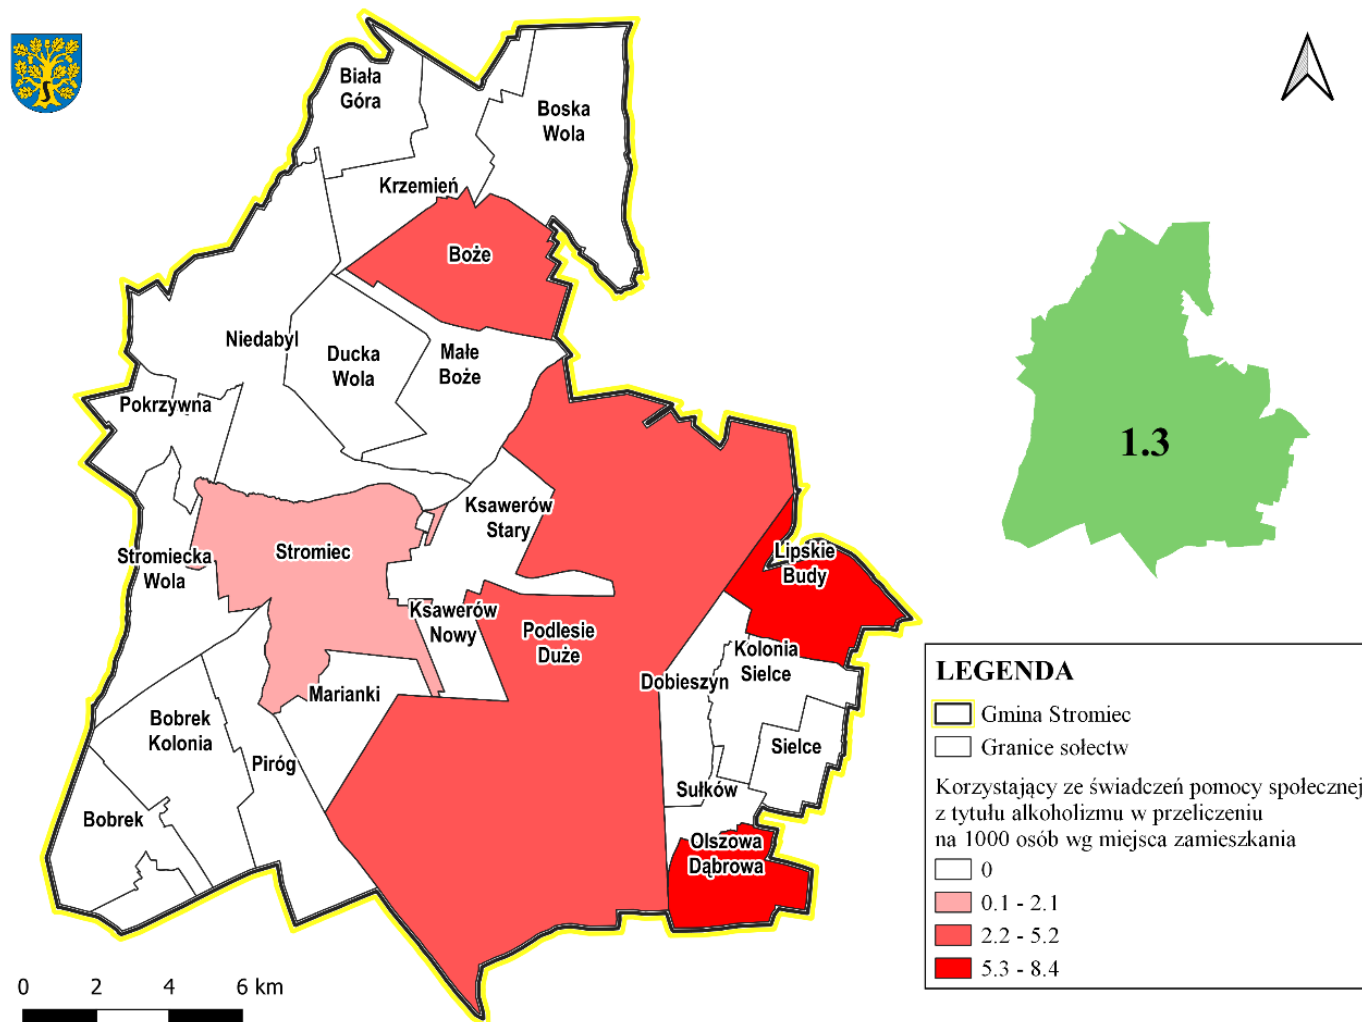 Biała
Góra
Boska
Wola
Krzemień
Boże
Niedabyl
Ducka
Wola
Małe
Boże
Pokrzywna
Ksawerów
Stary
Stromiecka
Wola
Stromiec
Lipskie
Budy
Ksawerów
Nowy
Podlesie
Duże
Kolonia
Sielce
Dobieszyn
Marianki
Bobrek
Kolonia
Piróg
Sielce
Sułków
Bobrek
Olszowa
Dąbrowa
1.3
LEGENDA
Gmina Stromiec
Granice sołectw
Korzystający ze świadczeń pomocy społecznej
z tytułu alkoholizmu w przeliczeniu
na 1000 osób wg miejsca zamieszkania
0
0.1 - 2.1
2.2 - 5.2
5.3 - 8.4
0 2 4 6 km